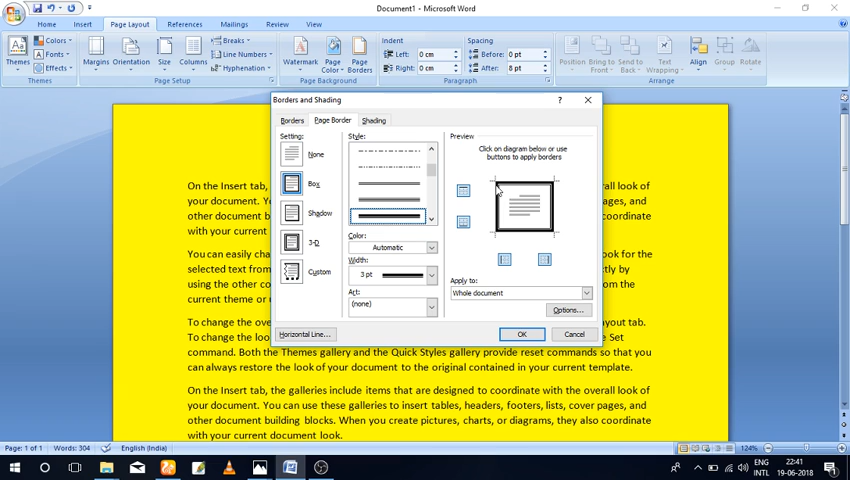 Document1 - Microsoft Word
Home Insert Page Layout References Mailings Review View
Themes Colors Fonts Effects
Themes
Margins Orientation Size Columns Breaks Line Numbers Hyphenation
Page Setup
Watermark Page Color Page Borders
Page Background
Indent Spacing
Left: 0 cm Before: 0 pt
Right: 0 cm After: 8 pt
Paragraph
Position Bring to Front Send to Back Text Wrapping Align Group Rotate
Arrange
Borders and Shading
Borders Page Border Shading
Setting:
None
Box
Shadow
3-D
Custom
Style:
Color:
Automatic
Width:
3 pt
Art:
(none)
Preview
Click on diagram below or use
buttons to apply borders
Apply to:
Whole document
Options...
Horizontal Line...
OK Cancel
On the Insert tab,
your document. Y
other document b
with your current
all look of
ages, and
coordinate
You can easily cha
selected text from
using the other co
current theme or
ok for the
ctly by
om the
To change the ove
To change the loo
ayout tab.
e Set
command. Both the Themes gallery and the Quick Styles gallery provide reset commands so that you
can always restore the look of your document to the original contained in your current template.
On the Insert tab, the galleries include items that are designed to coordinate with the overall look of
your document. You can use these galleries to insert tables, headers, footers, lists, cover pages, and
other document building blocks. When you create pictures, charts, or diagrams, they also coordinate
with your current document look.
Page: 1 of 1 Words: 304 English (India) 124%
ENG
INTL
22:41
19-06-2018